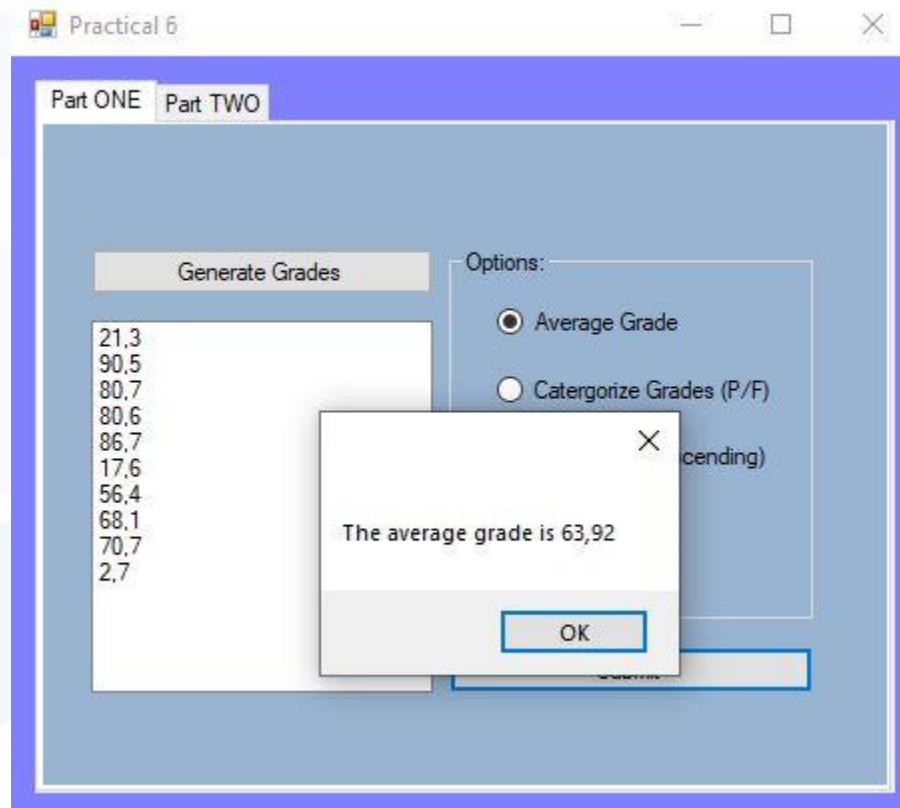 Practical 6
Part ONE
Part TWO
Generate Grades
21,3
90,5
80,7
80,6
86,7
17,6
56,4
68,1
70,7
2,7
Options:
Average Grade
Catergorize Grades (P/F)
cending)
The average grade is 63,92
OK